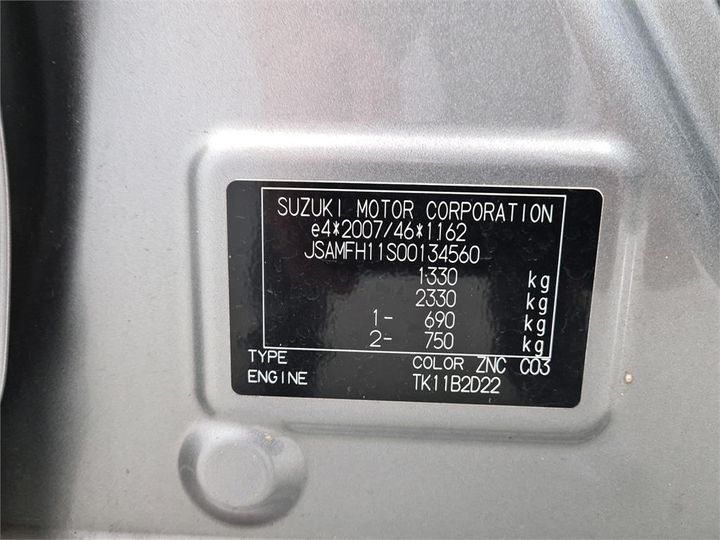 SUZUKI MOTOR CORPORATION
e4*2007/46*1162
JSAMFH11S00134560
1330 kg
2330 kg
1- 690 kg
2- 750 kg
TYPE COLOR ZNC C03
ENGINE TK11B2D22